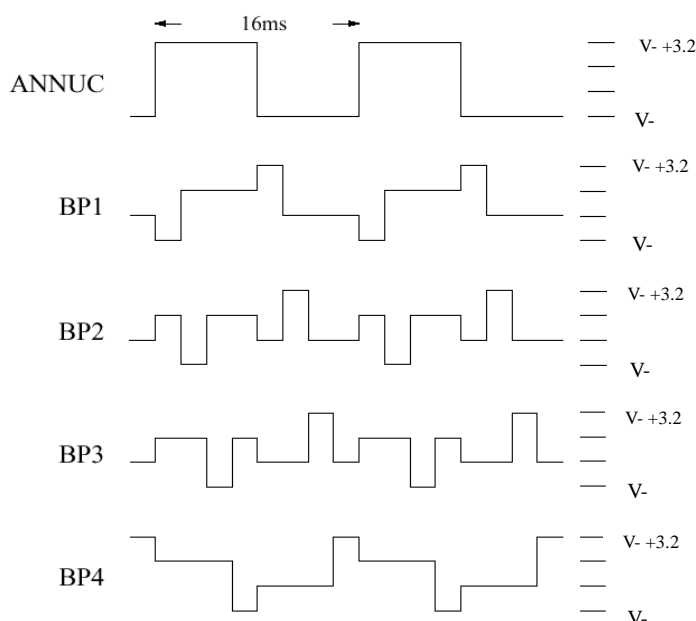 16ms
ANNUC
V- +3.2
V-
BP1
V- +3.2
V-
BP2
V- +3.2
V-
BP3
V- +3.2
V-
BP4
V- +3.2
V-